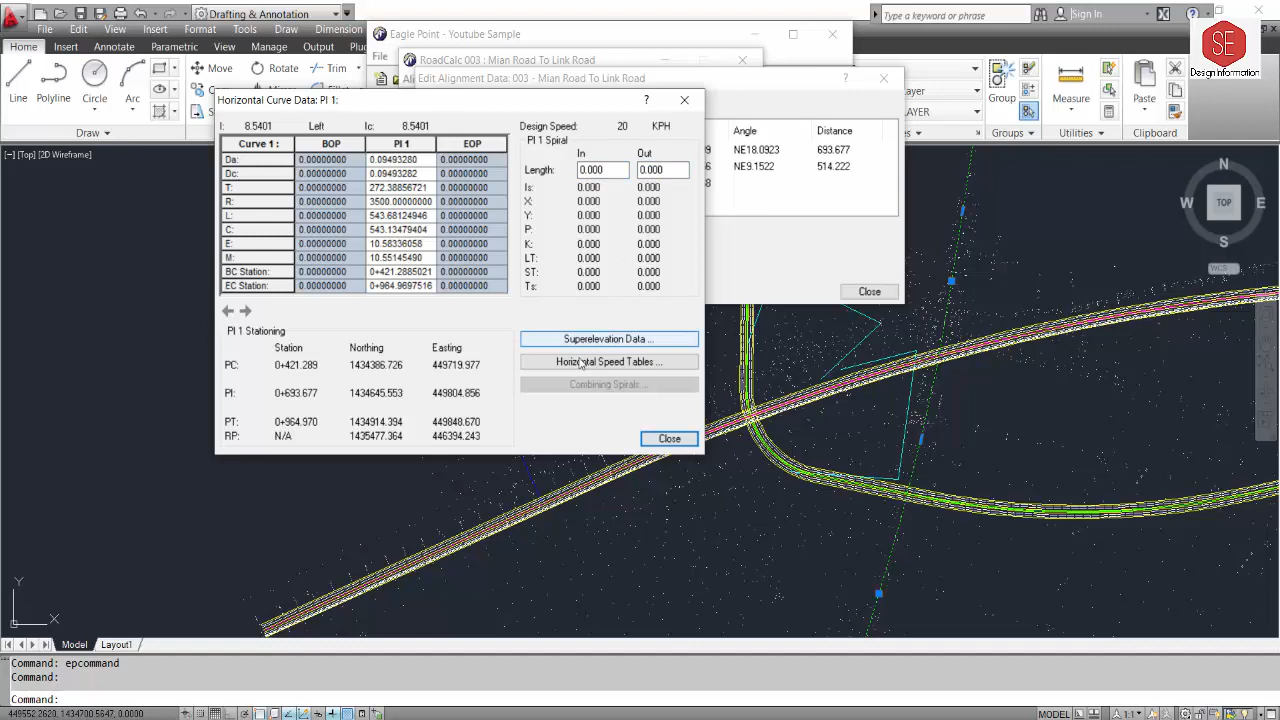 Drafting & Annotation
Type a keyword or phrase
Sign In
File Edit View Insert Format Tools Draw Dimension
Home Insert Annotate Parametric View Manage Output
Line Polyline Circle Arc
Move Rotate Trim
Draw
Eagle Point - Youtube Sample
File
RoadCalc 003 : Mian Road To Link Road
Edit Alignment Data: 003 - Mian Road To Link Road
Angle Distance
NE18.0923 693.677
NE9.1522 514.222
Close
Group Measure Paste
Groups Utilities Clipboard
SE
Design Information
[-] [Top] [2D Wireframe]
Horizontal Curve Data: PI 1:
I: 8.5401 Left Ic: 8.5401 Design Speed: 20 KPH
Curve 1 : BOP PI 1 EOP
Da: 0.00000000 0.09493280 0.00000000
Dc: 0.00000000 0.09493282 0.00000000
T: 0.00000000 272.38856721 0.00000000
R: 0.00000000 3500.00000000 0.00000000
L: 0.00000000 543.68124946 0.00000000
C: 0.00000000 543.13479404 0.00000000
E: 0.00000000 10.58336058 0.00000000
M: 0.00000000 10.55145490 0.00000000
BC Station: 0.00000000 0+421.2885021 0.00000000
EC Station: 0.00000000 0+964.9697516 0.00000000
PI 1 Spiral
In Out
Length: 0.000 0.000
Is: 0.000 0.000
X: 0.000 0.000
Y: 0.000 0.000
P: 0.000 0.000
K: 0.000 0.000
LT: 0.000 0.000
ST: 0.000 0.000
Ts: 0.000 0.000
PI 1 Stationing
Station Northing Easting
PC: 0+421.289 1434386.726 449719.977
PI: 0+693.677 1434645.553 449804.856
PT: 0+964.970 1434914.394 449848.670
RP: N/A 1435477.364 446394.243
Superelevation Data ...
Horizontal Speed Tables ...
Combining Spirals ...
Close
N
W TOP E
S
WCS
Y
X
Model Layout1
Command: epcommand
Command:
Command:
449552.2620, 1434700.5647, 0.0000
MODEL 1:1